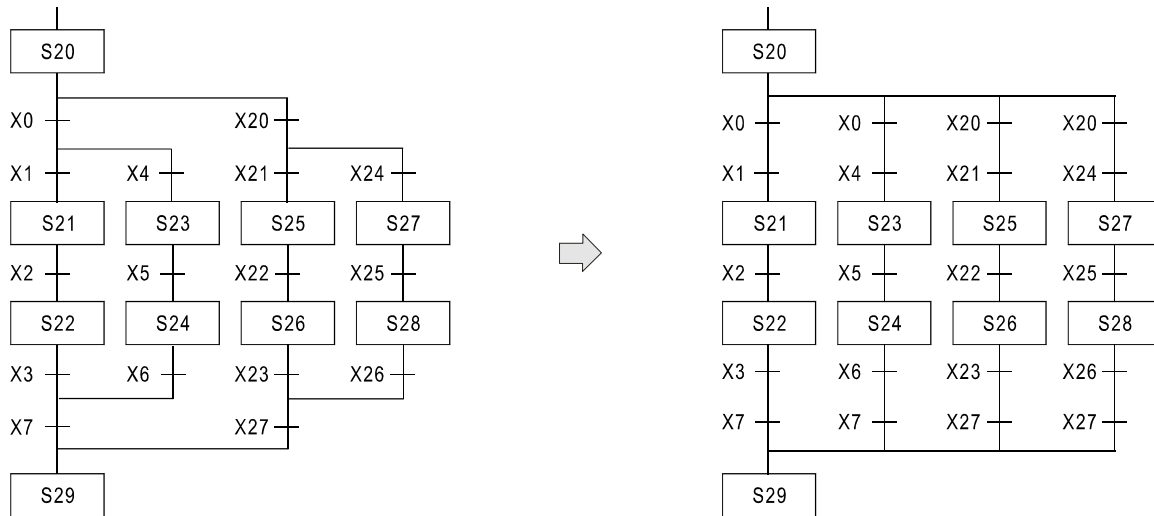 S20 S20
X0 X20 X0 X0 X20 X20
X1 X4 X21 X24 X1 X4 X21 X24
S21 S23 S25 S27 S21 S23 S25 S27
X2 X5 X22 X25 X2 X5 X22 X25
S22 S24 S26 S28 S22 S24 S26 S28
X3 X6 X23 X26 X3 X6 X23 X26
X7 X27 X7 X7 X27 X27
S29 S29